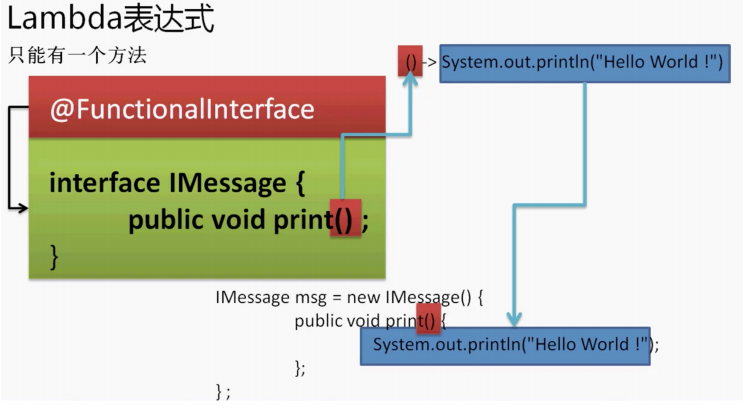 Lambda表达式
只能有一个方法
() -> System.out.println("Hello World !")
@FunctionalInterface
interface IMessage {
public void print() ;
}
IMessage msg = new IMessage() {
public void print() {
System.out.println("Hello World !");
};
} ;